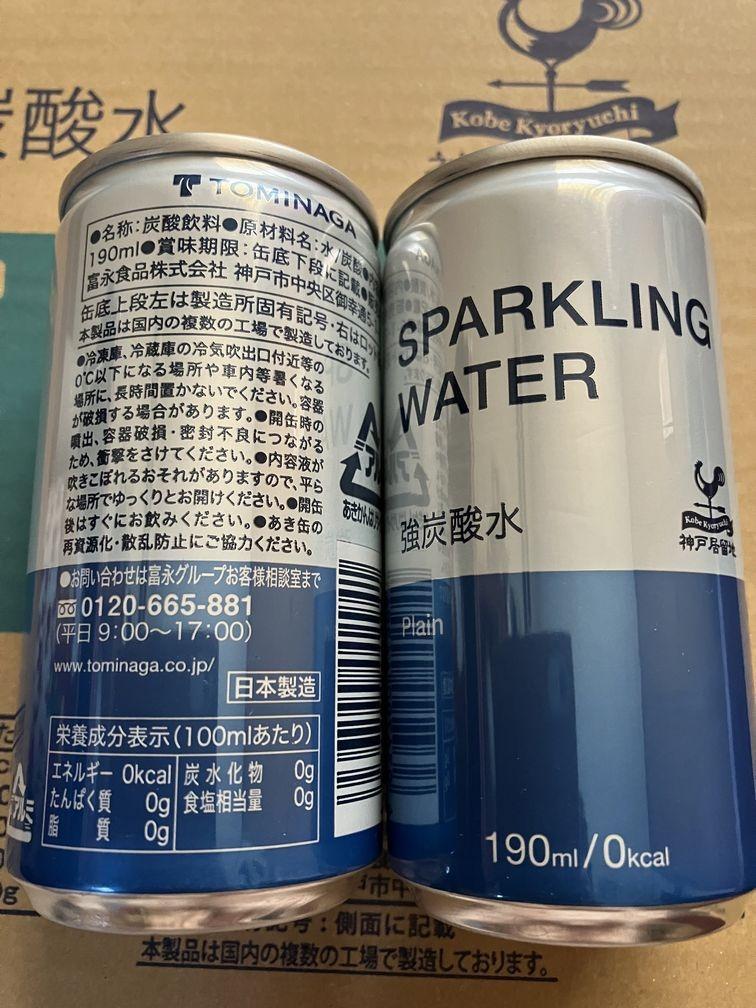 炭酸水
Kobe Kyoryuchi
TOMINAGA
●名称:炭酸飲料●原材料名:水/炭酸
190ml●賞味期限:缶底下段に記載
富永食品株式会社 神戸市中央区御幸通5-
缶底上段左は製造所固有記号・右はロッ
本製品は国内の複数の工場で製造しております。
●冷凍庫、冷蔵庫の冷気吹出口付近等の
0℃以下になる場所や車内等暑くなる
場所に、長時間置かないでください。容器
が破損する場合があります。●開缶時の
噴出、容器破損・密封不良につながる
ため、衝撃をさけてください。●内容液が
吹きこぼれるおそれがありますので、平ら
な場所でゆっくりとお開けください。●開缶
後はすぐにお飲みください。●あき缶の
再資源化・散乱防止にご協力ください。
アル
あきかんは
●お問い合わせは富永グループお客様相談室まで
0120-665-881
(平日 9:00～17:00)
www.tominaga.co.jp/
日本製造
栄養成分表示(100mlあたり)
エネルギー 0kcal 炭水化物 0g
たんぱく質 0g 食塩相当量 0g
脂質 0g
SPARKLING
WATER
強炭酸水
Kobe Kyoryuchi
神戸居留地
Plain
190ml/0kcal
市中
記号:側面に記載
本製品は国内の複数の工場で製造しております。